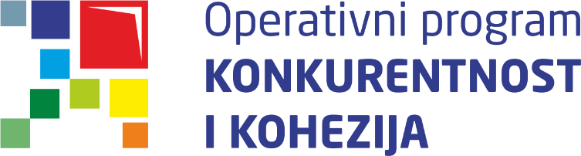 Operativni program
KONKURENTNOST
I KOHEZIJA